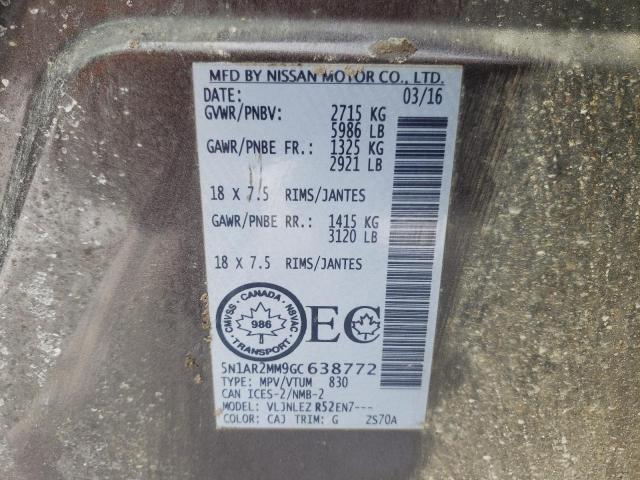 MFD BY NISSAN MOTOR CO., LTD.
DATE: 03/16
GVWR/PNBV: 2715 KG
5986 LB
GAWR/PNBE FR.: 1325 KG
2921 LB
18 X 7.5 RIMS/JANTES
GAWR/PNBE RR.: 1415 KG
3120 LB
18 X 7.5 RIMS/JANTES
CMVSS · CANADA · NSVAC · TRANSPORT
986
EC
5N1AR2MM9GC638772
TYPE: MPV/VTUM 830
CAN ICES-2/NMB-2
MODEL: VLJNLEZ R52EN7---
COLOR: CAJ TRIM: G ZS70A